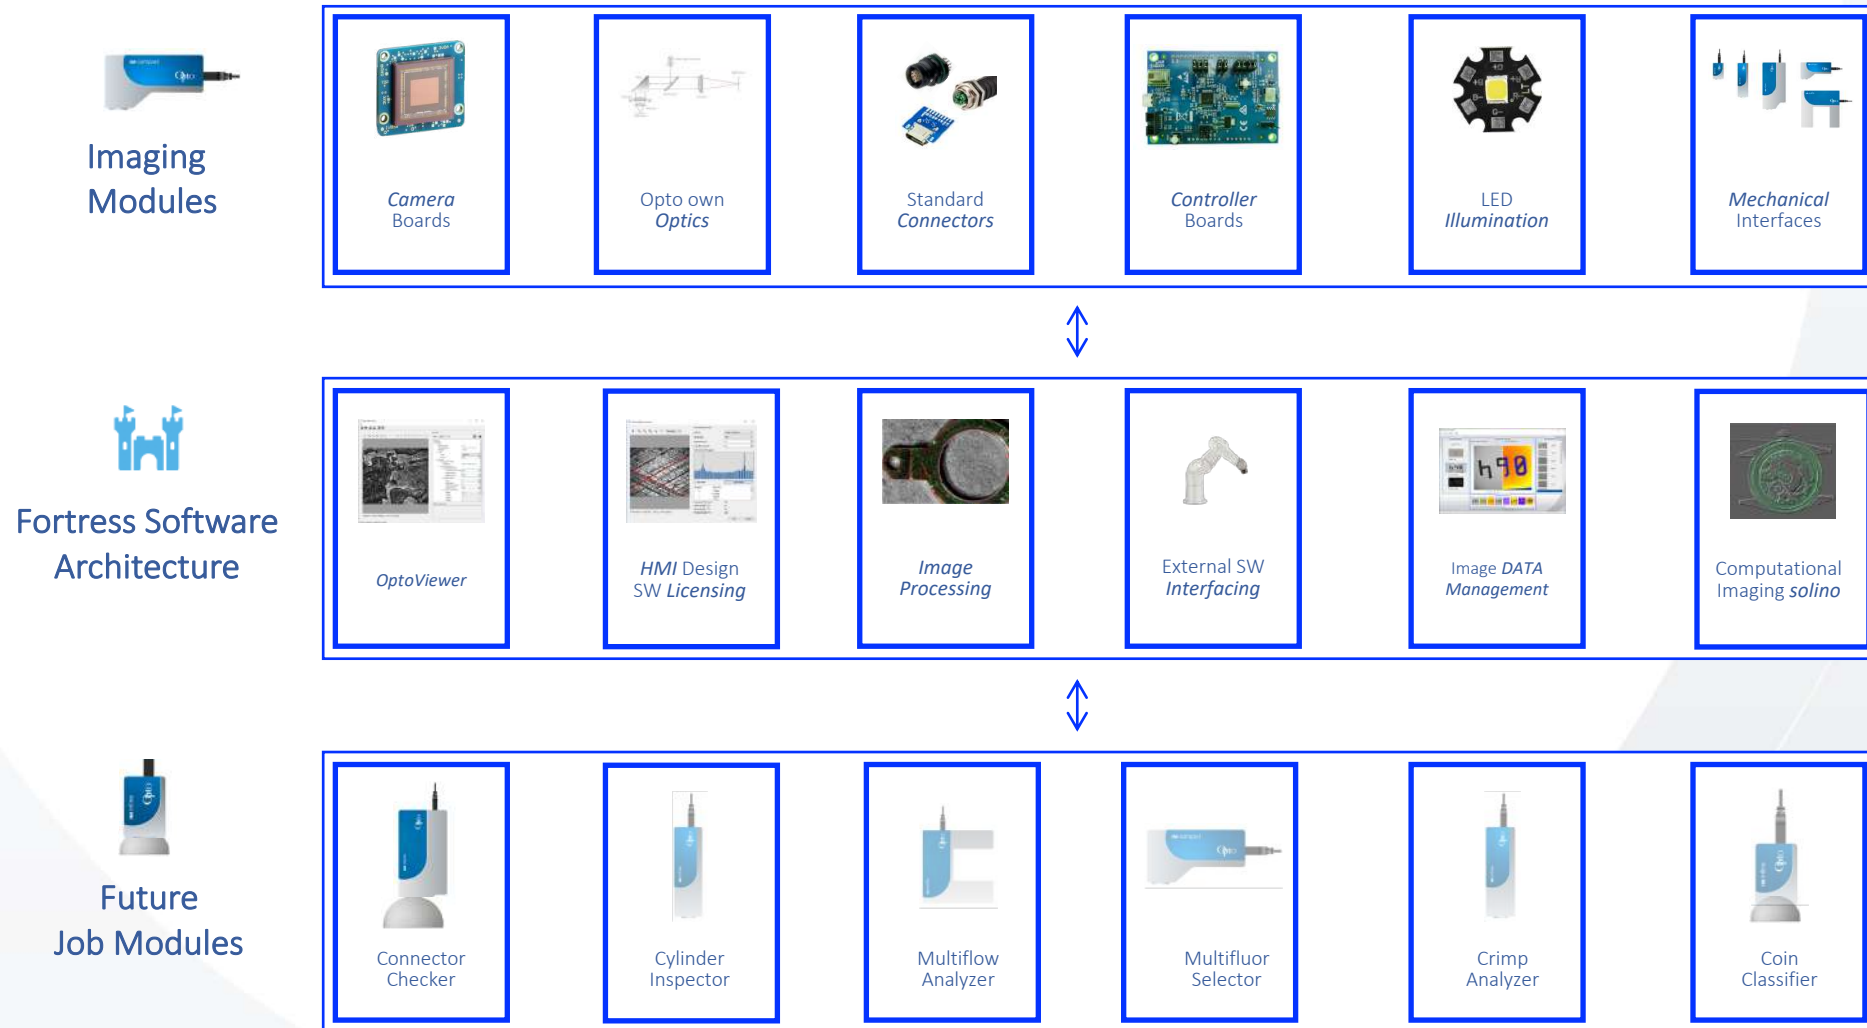 Imaging
Modules
Camera
Boards
Opto own
Optics
Standard
Connectors
Controller
Boards
LED
Illumination
Mechanical
Interfaces
Fortress Software
Architecture
OptoViewer
HMI Design
SW Licensing
Image
Processing
External SW
Interfacing
Image DATA
Management
Computational
Imaging solino
Future
Job Modules
Connector
Checker
Cylinder
Inspector
Multiflow
Analyzer
Multifluor
Selector
Crimp
Analyzer
Coin
Classifier